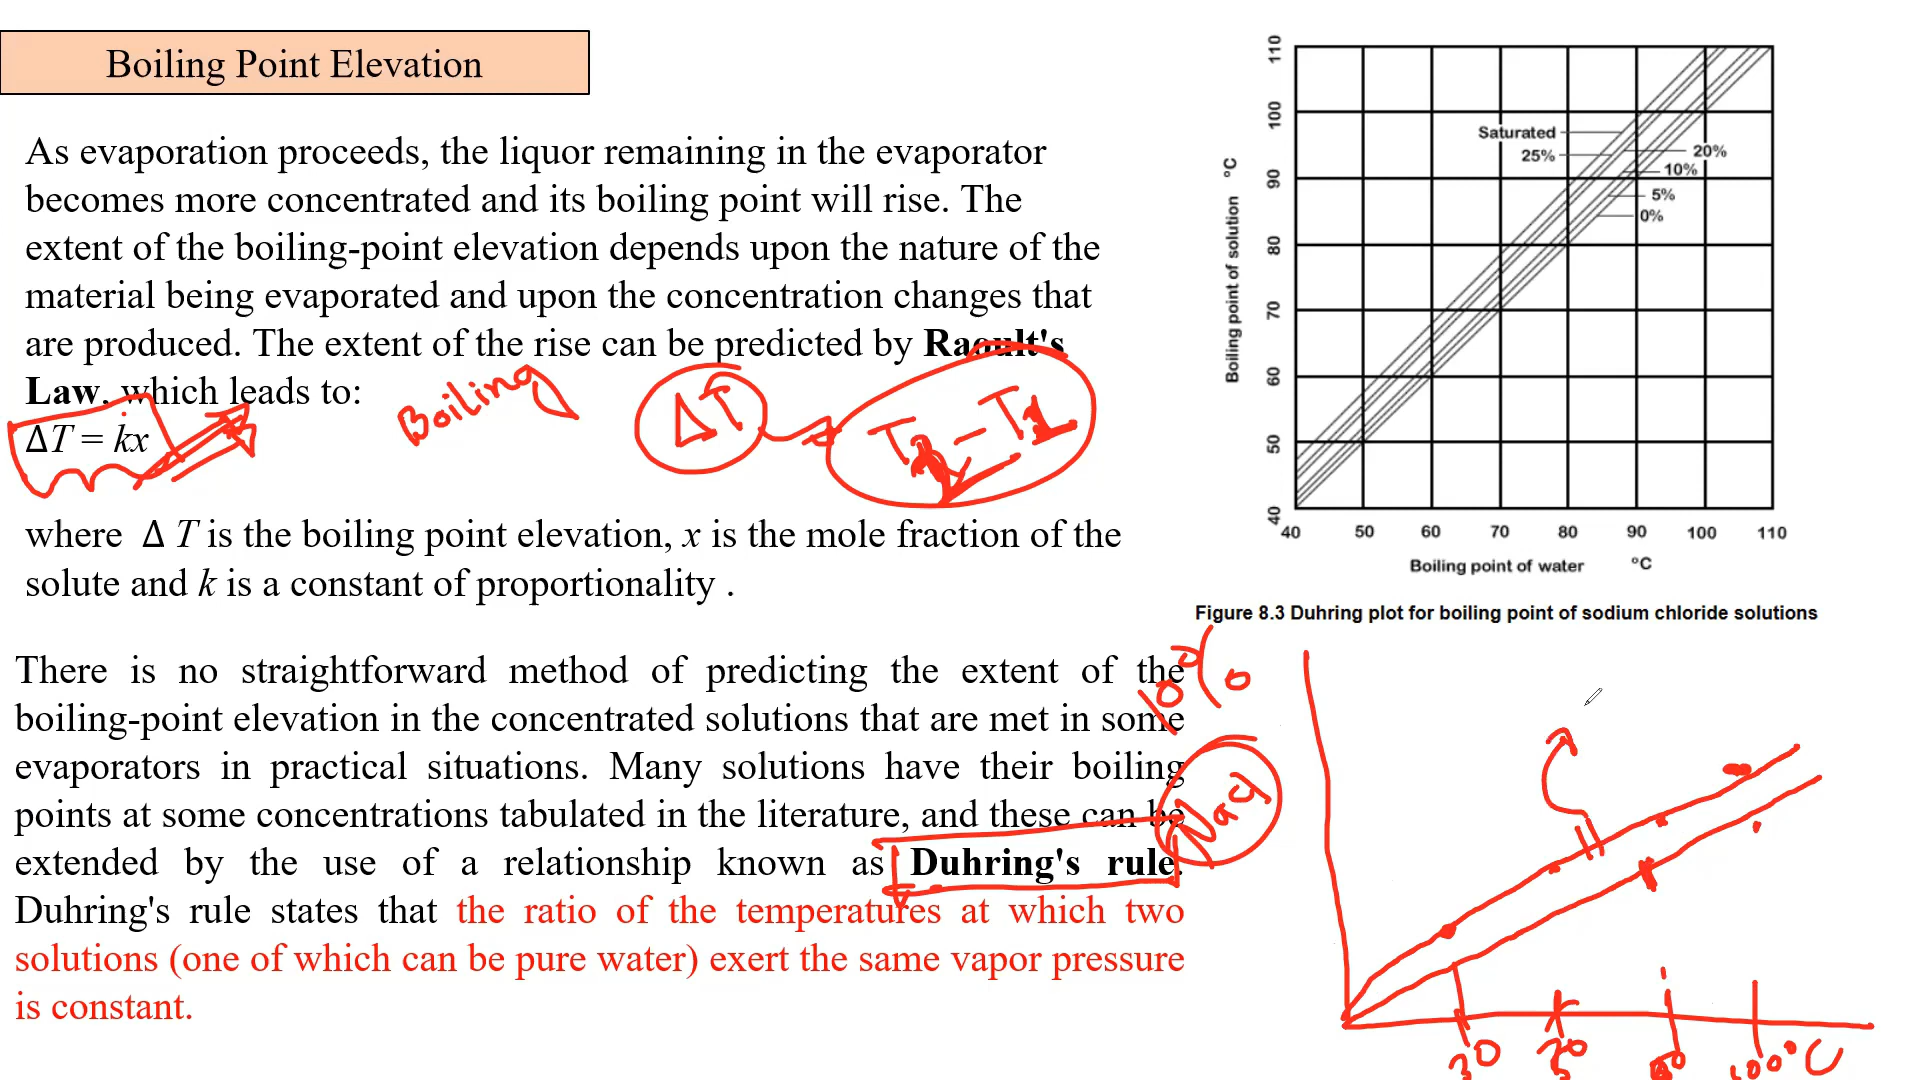 Boiling Point Elevation
As evaporation proceeds, the liquor remaining in the evaporator
becomes more concentrated and its boiling point will rise. The
extent of the boiling-point elevation depends upon the nature of the
material being evaporated and upon the concentration changes that
are produced. The extent of the rise can be predicted by Raoult's
Law, which leads to:
ΔT = kx
Boiling
ΔT
T2 - T1
where Δ T is the boiling point elevation, x is the mole fraction of the
solute and k is a constant of proportionality .
There is no straightforward method of predicting the extent of the
boiling-point elevation in the concentrated solutions that are met in some
evaporators in practical situations. Many solutions have their boiling
points at some concentrations tabulated in the literature, and these can be
extended by the use of a relationship known as Duhring's rule.
Duhring's rule states that the ratio of the temperatures at which two
solutions (one of which can be pure water) exert the same vapor pressure
is constant.
110
100
90
80
70
60
50
40
Boiling point of solution °C
Saturated
25%
20%
10%
5%
0%
40 50 60 70 80 90 100 110
Boiling point of water °C
Figure 8.3 Duhring plot for boiling point of sodium chloride solutions
10%
NaCl
30
100°C